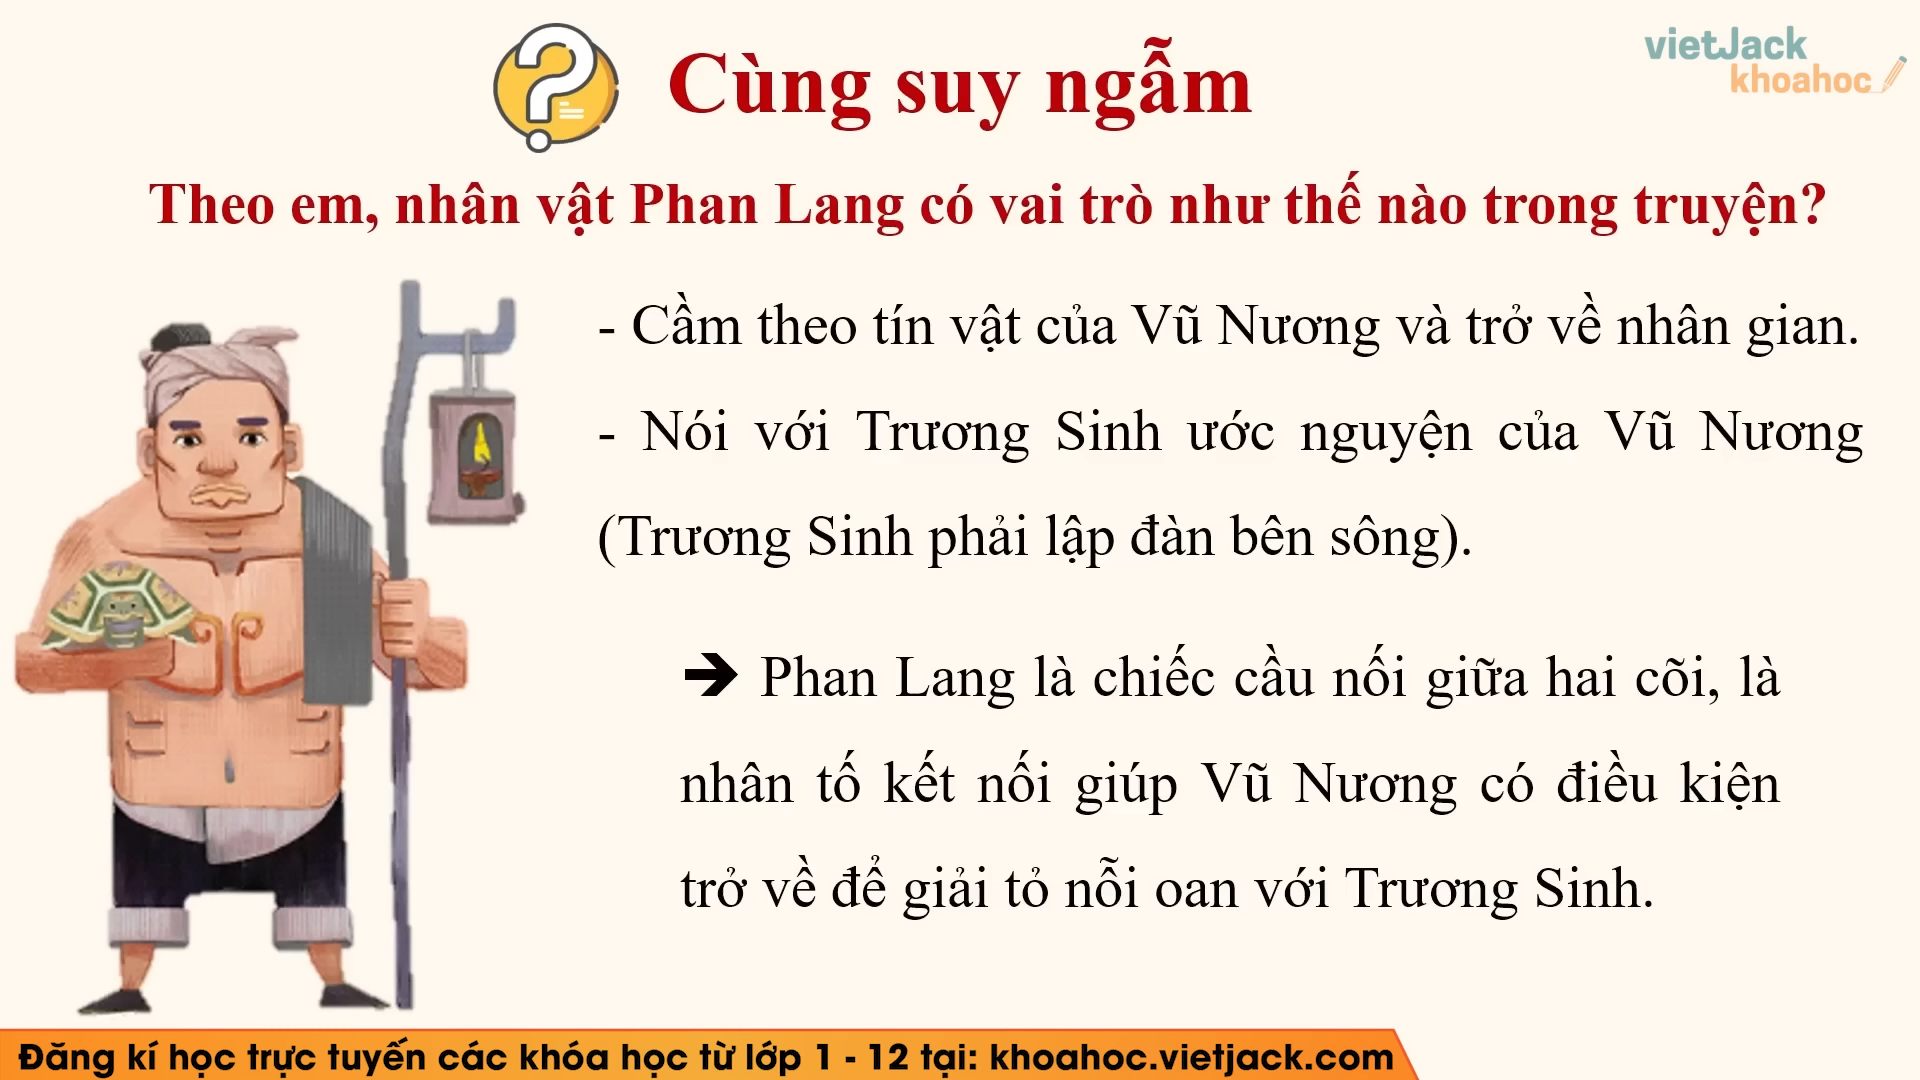 vietJack
khoahoc
Cùng suy ngẫm
Theo em, nhân vật Phan Lang có vai trò như thế nào trong truyện?
- Cầm theo tín vật của Vũ Nương và trở về nhân gian.
- Nói với Trương Sinh ước nguyện của Vũ Nương
(Trương Sinh phải lập đàn bên sông).
➔ Phan Lang là chiếc cầu nối giữa hai cõi, là
nhân tố kết nối giúp Vũ Nương có điều kiện
trở về để giải tỏ nỗi oan với Trương Sinh.
Đăng kí học trực tuyến các khóa học từ lớp 1 - 12 tại: khoahoc.vietjack.com